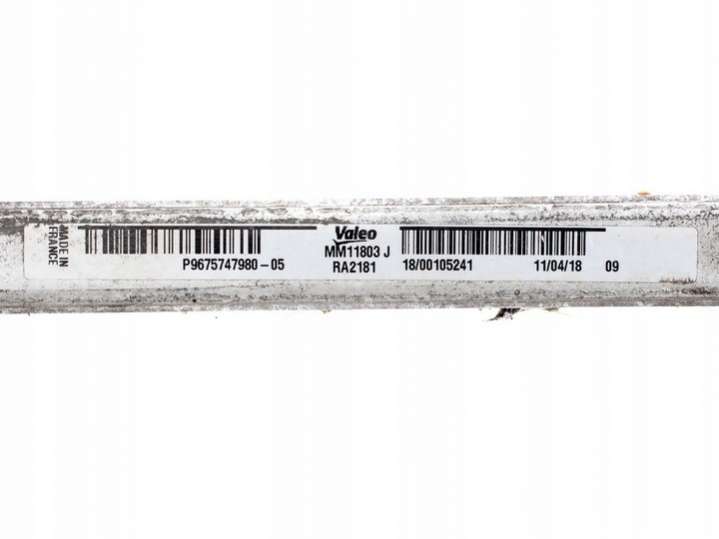 MADE IN
FRANCE
P9675747980-05
Valeo
MM11803 J
RA2181
18/00105241
11/04/18
09